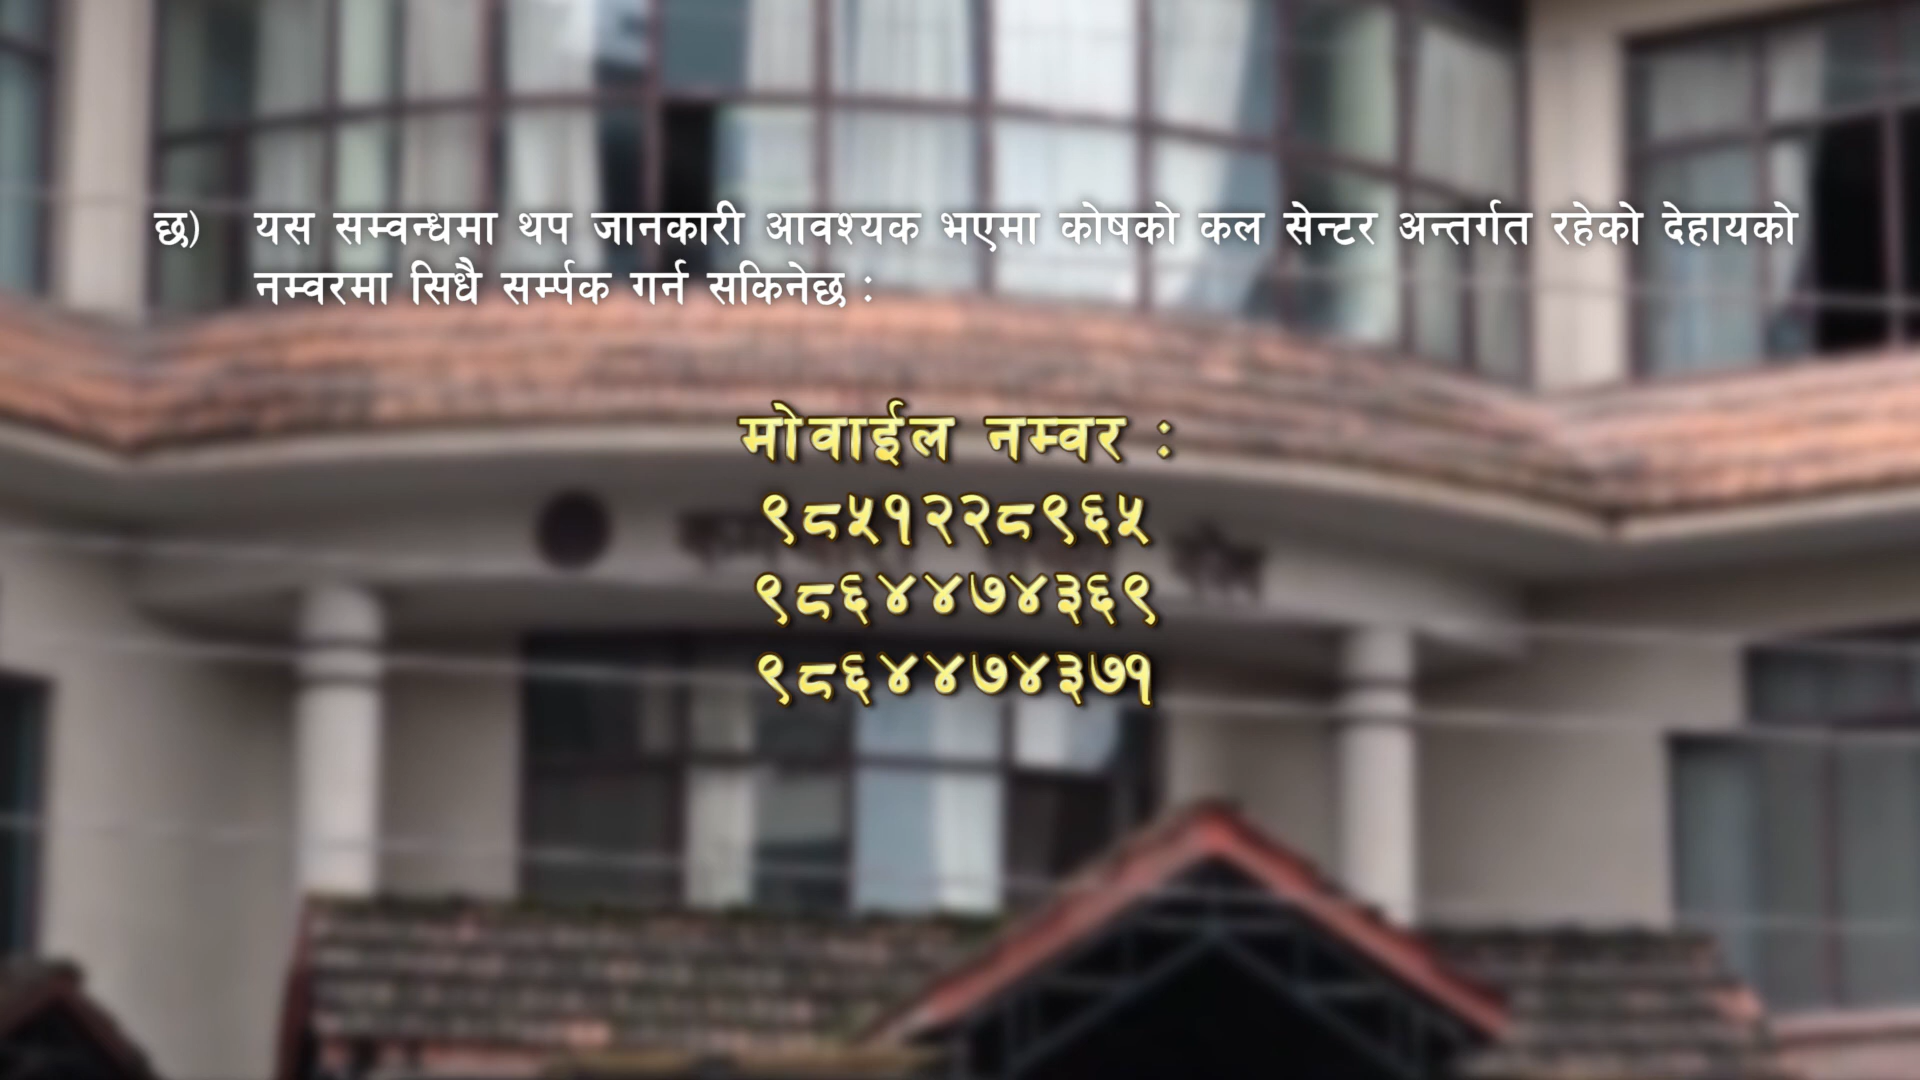 छ) यस सम्वन्धमा थप जानकारी आवश्यक भएमा कोषको कल सेन्टर अन्तर्गत रहेको देहायको
नम्वरमा सिधै सर्म्पक गर्न सकिनेछ :
मोवाईल नम्वर :
९८५१२२८९६५
९८६४४७४३६९
९८६४४७४३७१